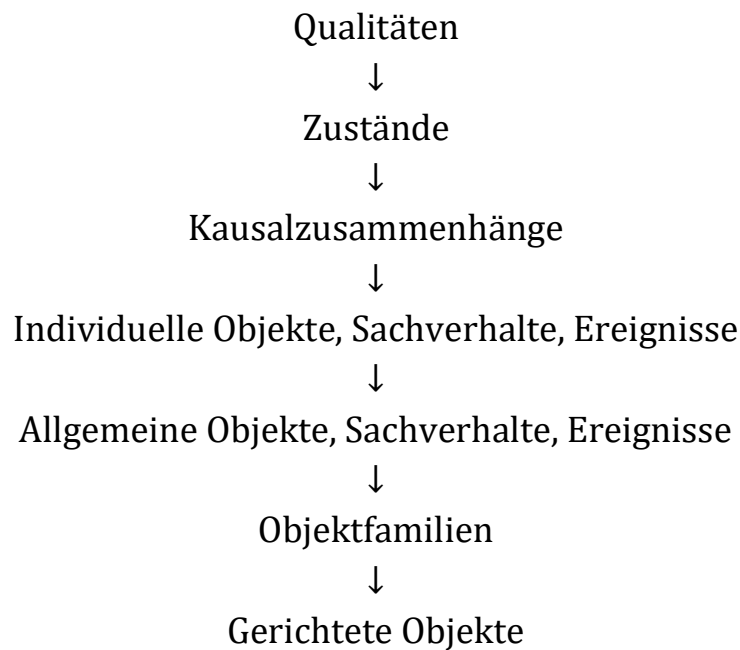 Qualitäten
↓
Zustände
↓
Kausalzusammenhänge
↓
Individuelle Objekte, Sachverhalte, Ereignisse
↓
Allgemeine Objekte, Sachverhalte, Ereignisse
↓
Objektfamilien
↓
Gerichtete Objekte